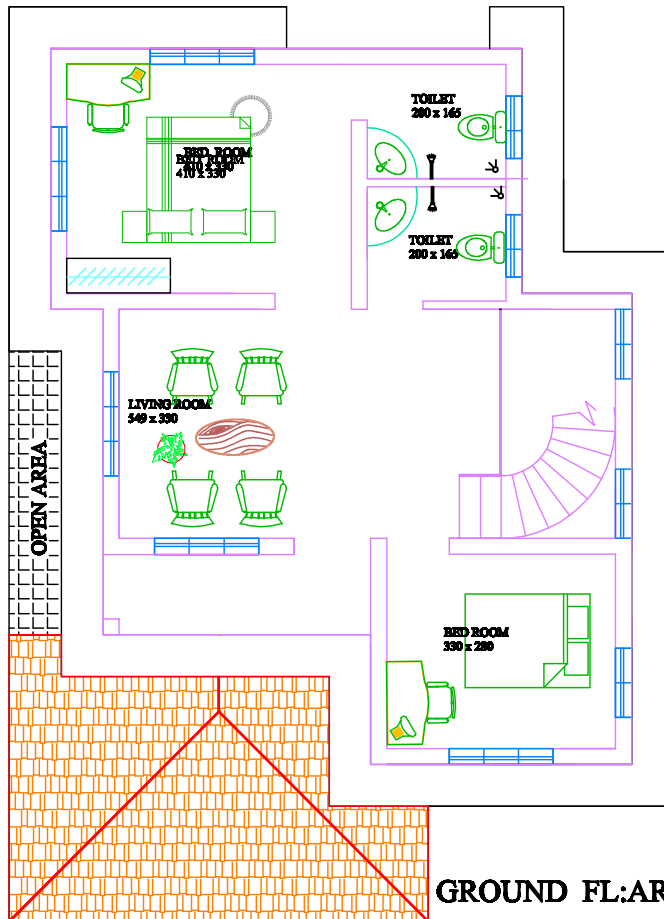 TOILET
200 x 165
BED ROOM
BED ROOM
410 x 330
410 x 330
TOILET
200 x 165
LIVING ROOM
549 x 330
OPEN AREA
BED ROOM
330 x 280
GROUND FL:AR